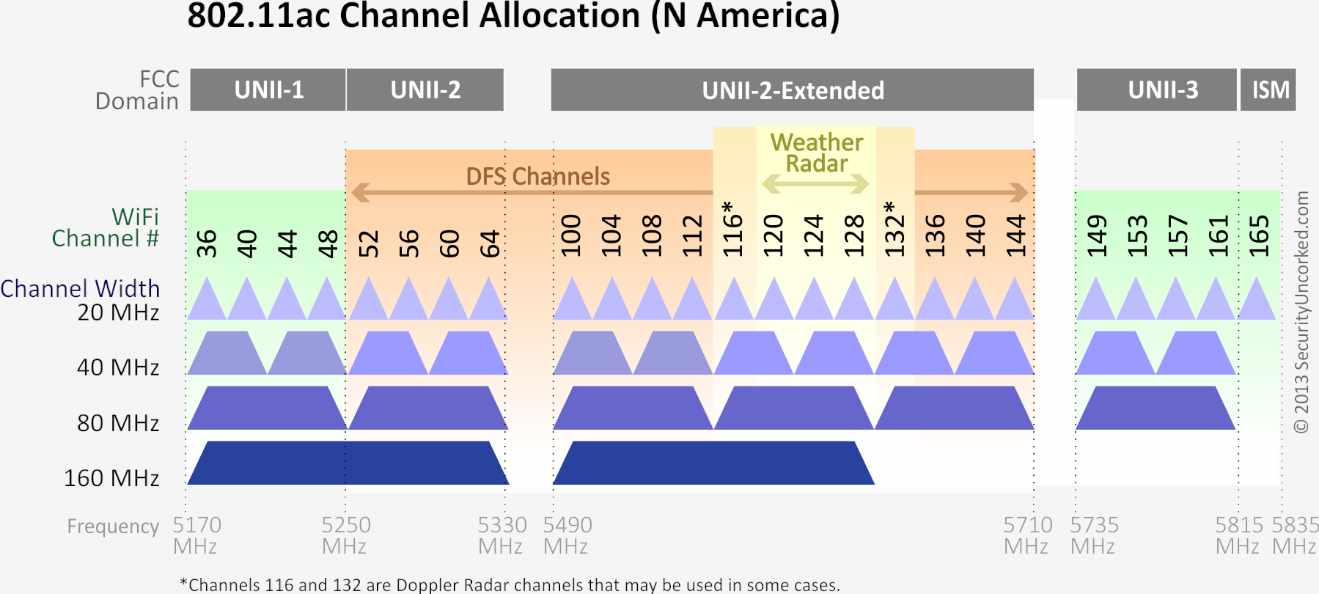 802.11ac Channel Allocation (N America)
FCC
Domain
UNII-1 UNII-2 UNII-2-Extended UNII-3 ISM
Weather
Radar
DFS Channels
WiFi
Channel #
36 40 44 48 52 56 60 64 100 104 108 112 116* 120 124 128 132* 136 140 144 149 153 157 161 165
Channel Width
20 MHz
40 MHz
80 MHz
160 MHz
Frequency 5170 5250 5330 5490 5710 5735 5815 5835
MHz MHz MHz MHz MHz MHz MHz MHz
*Channels 116 and 132 are Doppler Radar channels that may be used in some cases.
© 2013 SecurityUncorked.com